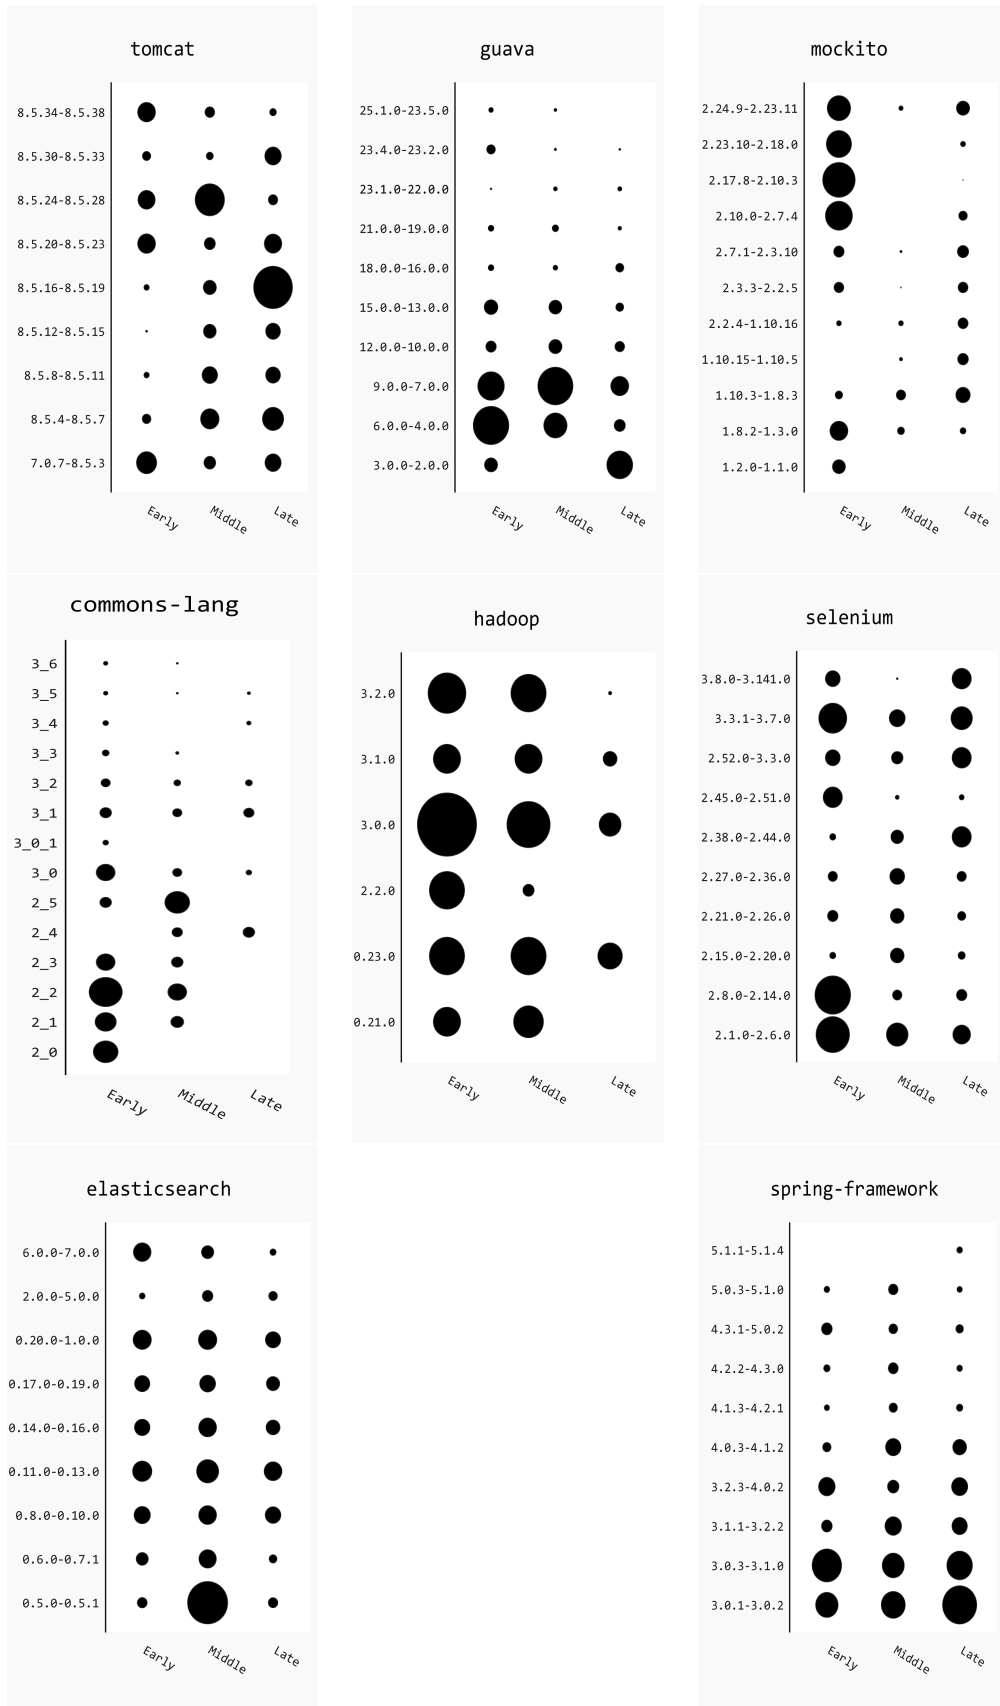 tomcat
8.5.34-8.5.38
8.5.30-8.5.33
8.5.24-8.5.28
8.5.20-8.5.23
8.5.16-8.5.19
8.5.12-8.5.15
8.5.8-8.5.11
8.5.4-8.5.7
7.0.7-8.5.3
Early
Middle
Late
guava
25.1.0-23.5.0
23.4.0-23.2.0
23.1.0-22.0.0
21.0.0-19.0.0
18.0.0-16.0.0
15.0.0-13.0.0
12.0.0-10.0.0
9.0.0-7.0.0
6.0.0-4.0.0
3.0.0-2.0.0
Early
Middle
Late
mockito
2.24.9-2.23.11
2.23.10-2.18.0
2.17.8-2.10.3
2.10.0-2.7.4
2.7.1-2.3.10
2.3.3-2.2.5
2.2.4-1.10.16
1.10.15-1.10.5
1.10.3-1.8.3
1.8.2-1.3.0
1.2.0-1.1.0
Early
Middle
Late
commons-lang
3_6
3_5
3_4
3_3
3_2
3_1
3_0_1
3_0
2_5
2_4
2_3
2_2
2_1
2_0
Early
Middle
Late
hadoop
3.2.0
3.1.0
3.0.0
2.2.0
0.23.0
0.21.0
Early
Middle
Late
selenium
3.8.0-3.141.0
3.3.1-3.7.0
2.52.0-3.3.0
2.45.0-2.51.0
2.38.0-2.44.0
2.27.0-2.36.0
2.21.0-2.26.0
2.15.0-2.20.0
2.8.0-2.14.0
2.1.0-2.6.0
Early
Middle
Late
elasticsearch
6.0.0-7.0.0
2.0.0-5.0.0
0.20.0-1.0.0
0.17.0-0.19.0
0.14.0-0.16.0
0.11.0-0.13.0
0.8.0-0.10.0
0.6.0-0.7.1
0.5.0-0.5.1
Early
Middle
Late
spring-framework
5.1.1-5.1.4
5.0.3-5.1.0
4.3.1-5.0.2
4.2.2-4.3.0
4.1.3-4.2.1
4.0.3-4.1.2
3.2.3-4.0.2
3.1.1-3.2.2
3.0.3-3.1.0
3.0.1-3.0.2
Early
Middle
Late